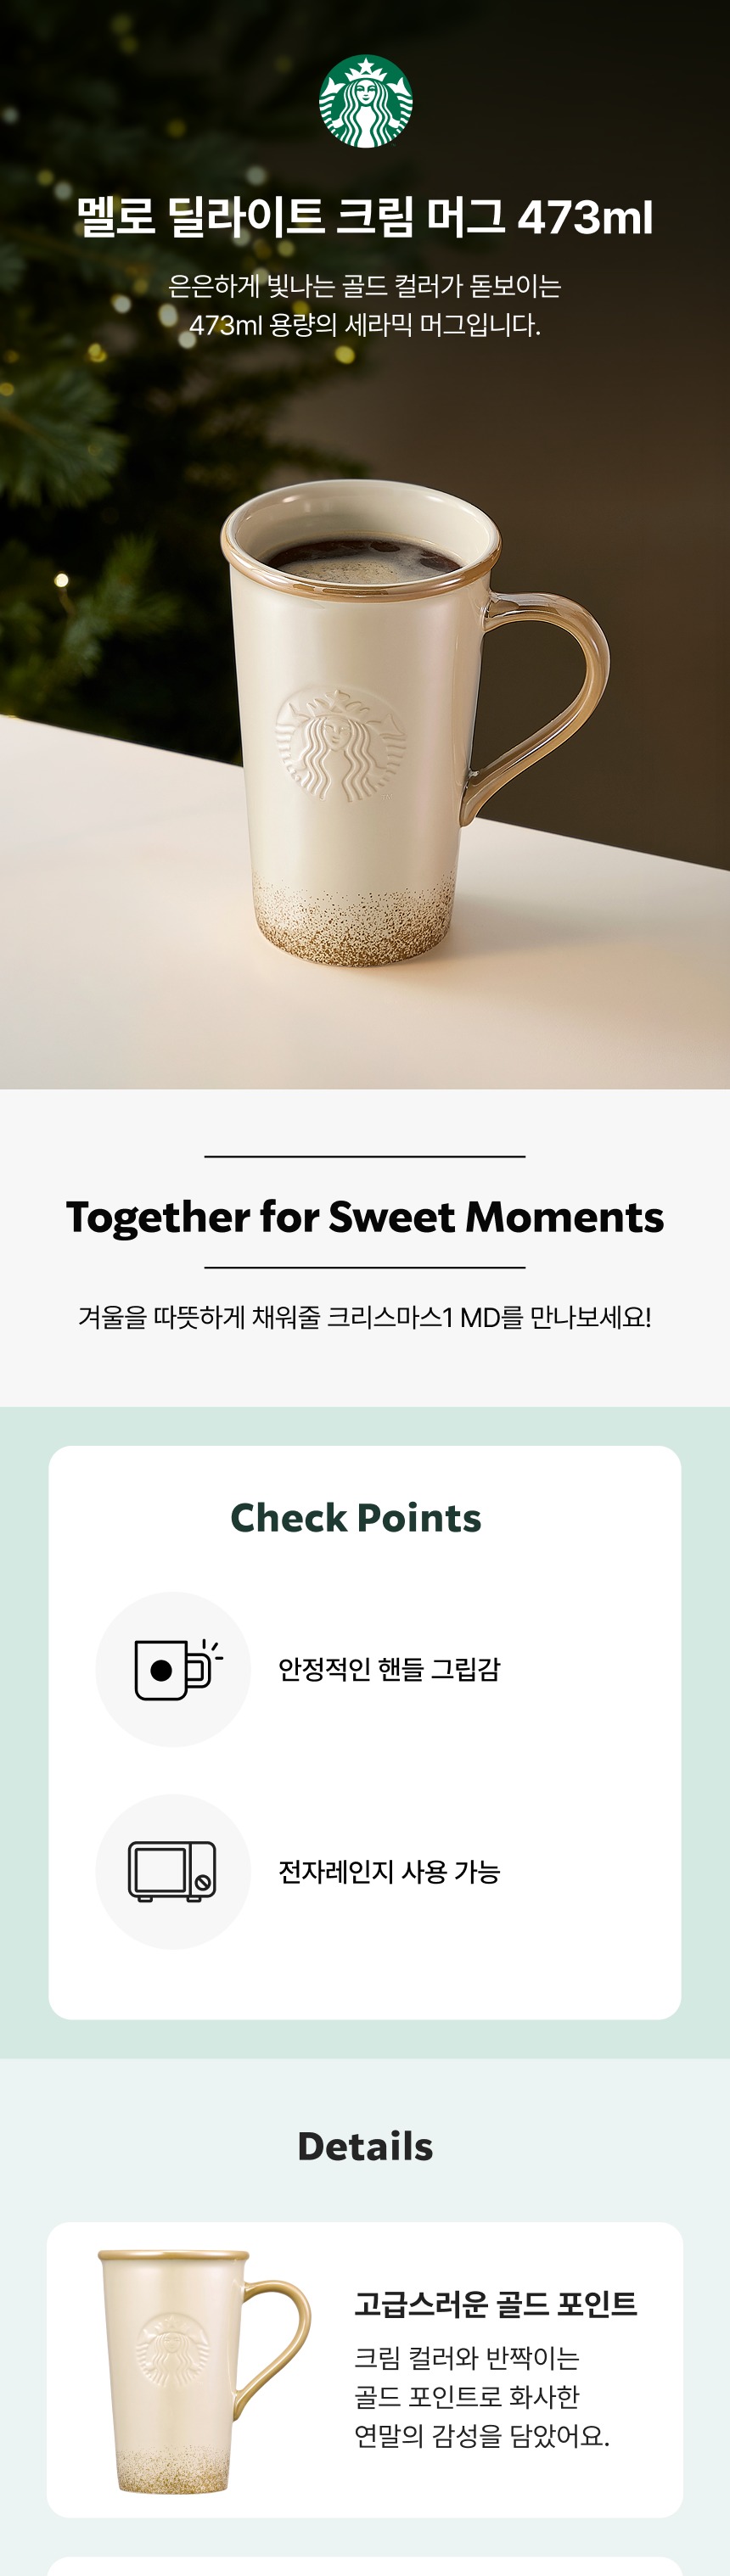 멜로 딜라이트 크림 머그 473ml
은은하게 빛나는 골드 컬러가 돋보이는
473ml 용량의 세라믹 머그입니다.
Together for Sweet Moments
겨울을 따뜻하게 채워줄 크리스마스1 MD를 만나보세요!
Check Points
안정적인 핸들 그립감
전자레인지 사용 가능
Details
고급스러운 골드 포인트
크림 컬러와 반짝이는
골드 포인트로 화사한
연말의 감성을 담았어요.